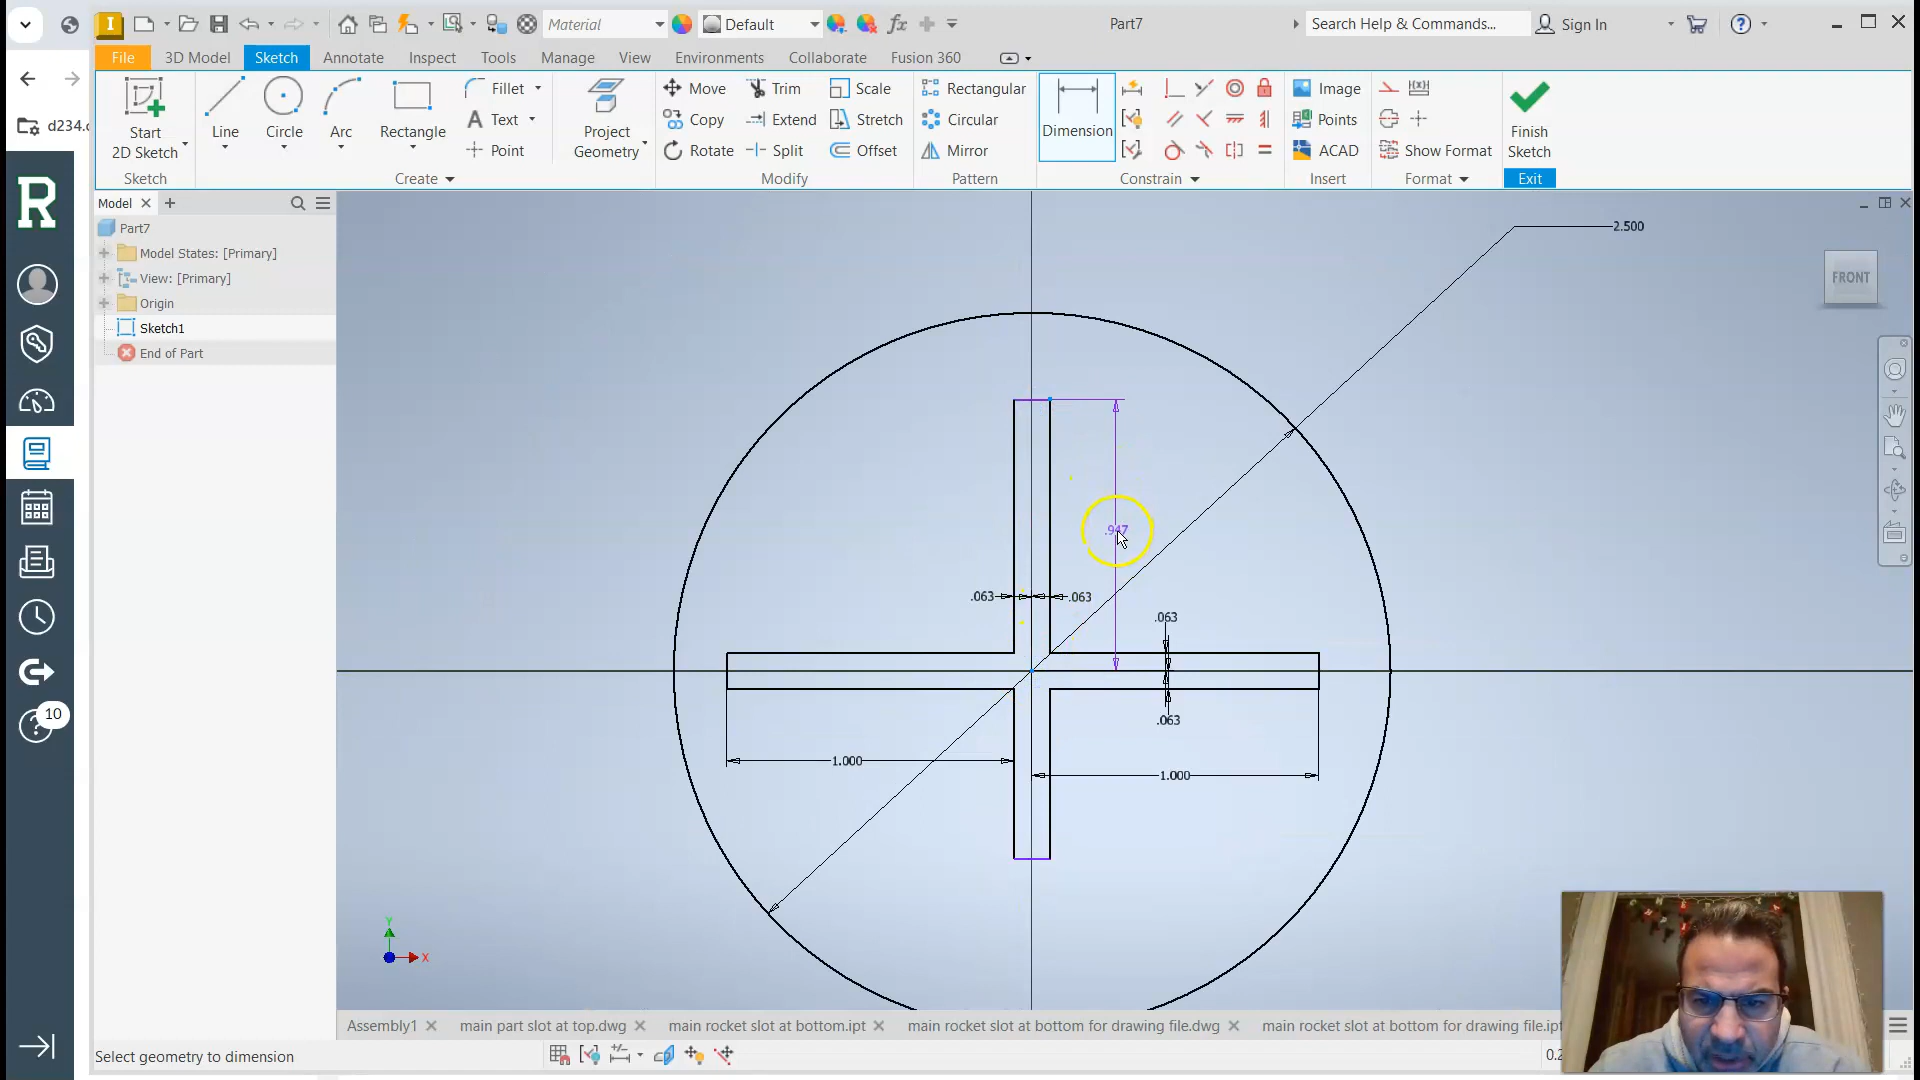 Material
Default
Part7
Search Help & Commands...
Sign In
File
3D Model
Sketch
Annotate
Inspect
Tools
Manage
View
Environments
Collaborate
Fusion 360
Start
2D Sketch
Line
Circle
Arc
Rectangle
Fillet
Text
Point
Project
Geometry
Move
Copy
Rotate
Trim
Extend
Split
Scale
Stretch
Offset
Rectangular
Circular
Mirror
Dimension
Image
Points
ACAD
Show Format
Finish
Sketch
Sketch
Create
Modify
Pattern
Constrain
Insert
Format
Exit
d234.c
R
Model
Part7
Model States: [Primary]
View: [Primary]
Origin
Sketch1
End of Part
2.500
FRONT
.947
.063
.063
.063
.063
1.000
1.000
Y
X
10
Assembly1
main part slot at top.dwg
main rocket slot at bottom.ipt
main rocket slot at bottom for drawing file.dwg
main rocket slot at bottom for drawing file.ipt
Select geometry to dimension
0.2